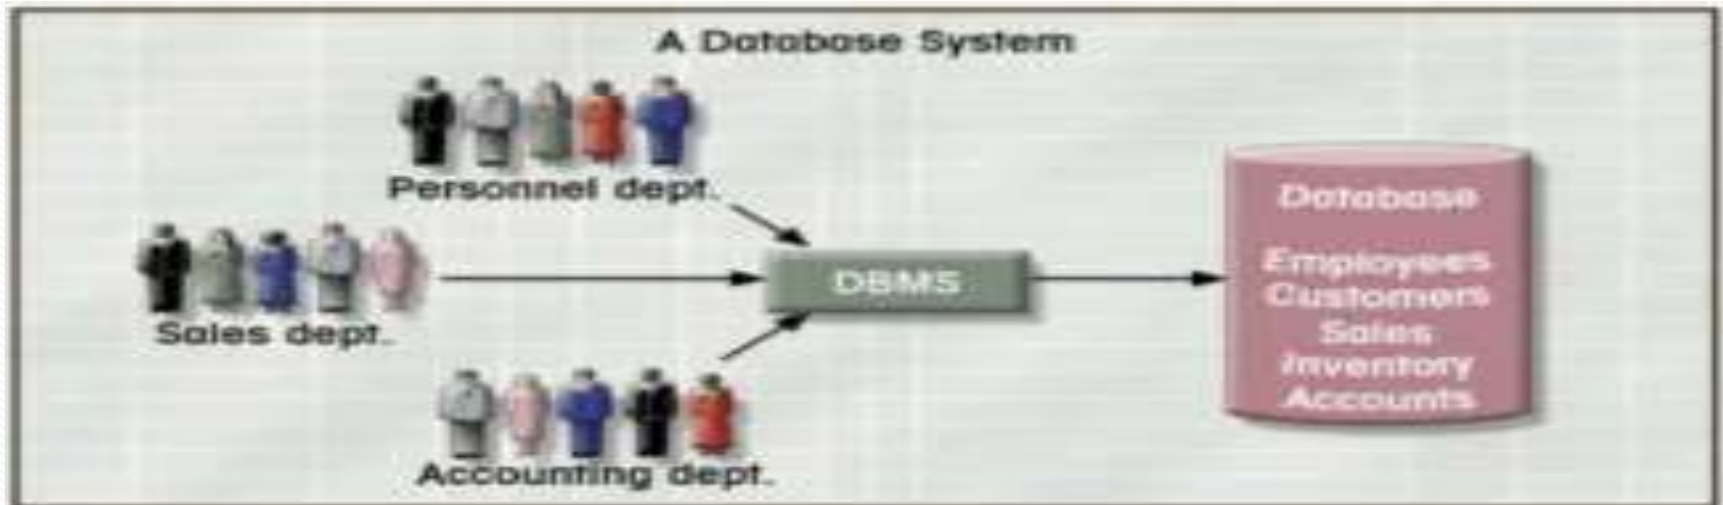 A Database System
Personnel dept.
Sales dept.
Accounting dept.
DBMS
Database
Employees
Customers
Sales
Inventory
Accounts